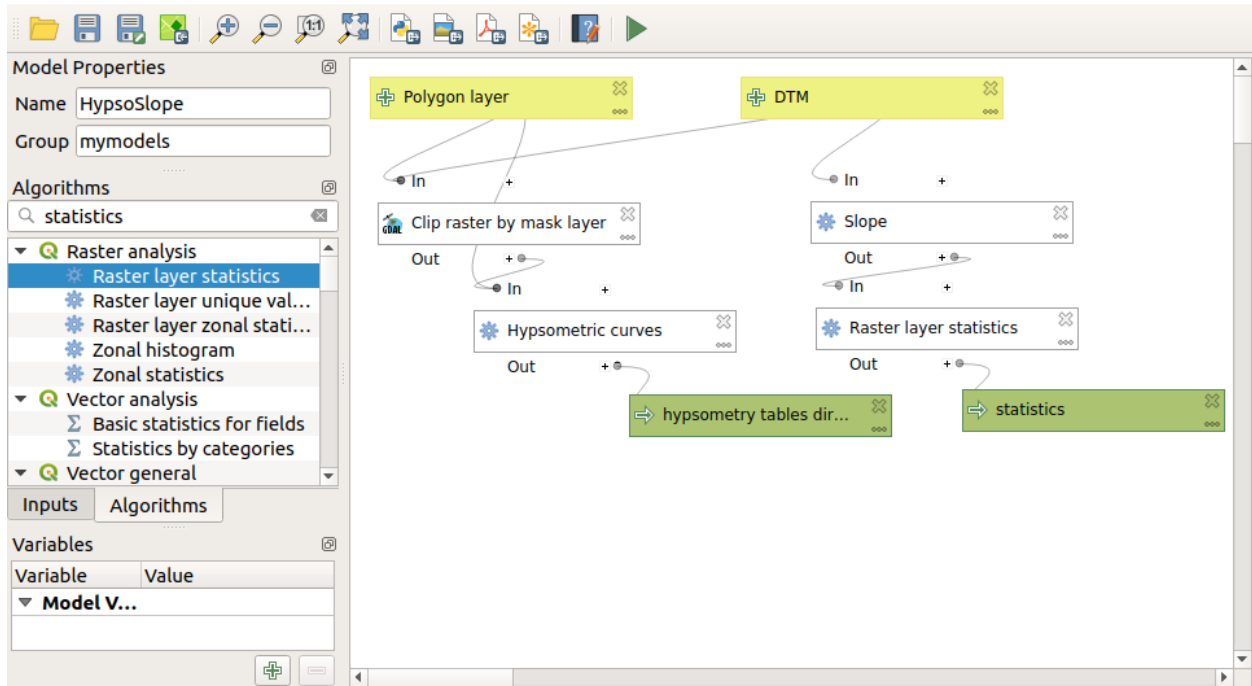 1:1
Model Properties
Name HypsoSlope
Group mymodels
Algorithms
statistics
Raster analysis
Raster layer statistics
Raster layer unique val...
Raster layer zonal stati...
Zonal histogram
Zonal statistics
Vector analysis
Σ Basic statistics for fields
Σ Statistics by categories
Vector general
Inputs Algorithms
Variables
Variable Value
Model V...
Polygon layer
DTM
In +
In +
GDAL Clip raster by mask layer
Slope
Out +
Out +
In +
In +
Hypsometric curves
Raster layer statistics
Out +
Out +
hypsometry tables dir...
statistics